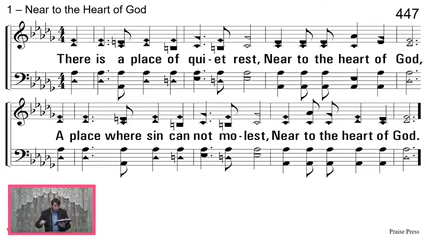 1 – Near to the Heart of God
447
There is a place of qui-et rest, Near to the heart of God,
A place where sin can not mo-lest, Near to the heart of God.
Praise Press